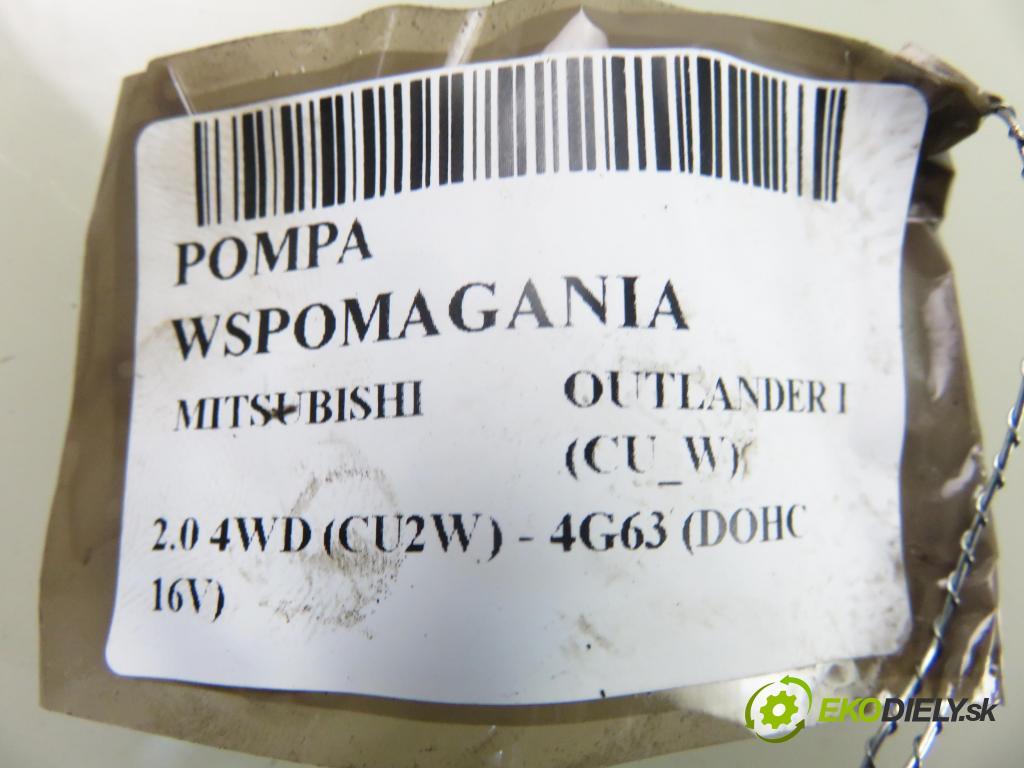 POMPA
WSPOMAGANIA
MITSUBISHI OUTLANDER I
(CU_W)
2.0 4WD (CU2W) - 4G63 (DOHC
16V)
EKODIELY.sk